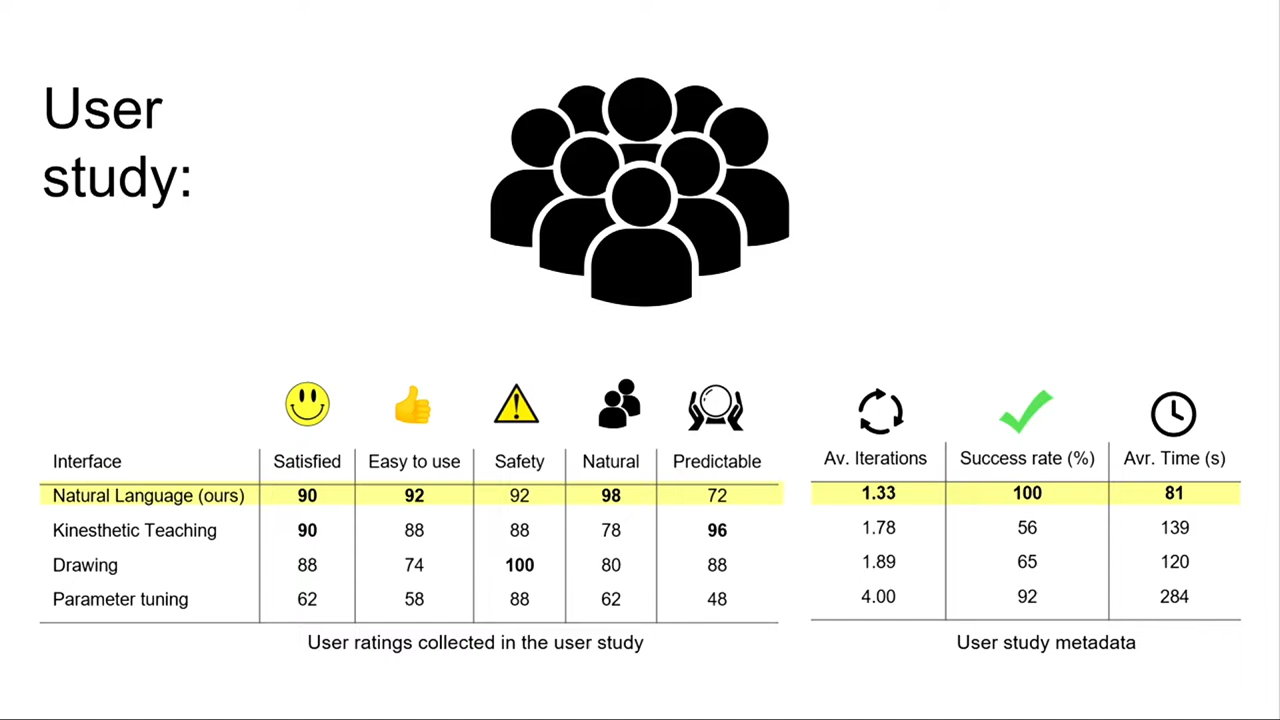 User
study:
Interface Satisfied Easy to use Safety Natural Predictable
Natural Language (ours) 90 92 92 98 72
Kinesthetic Teaching 90 88 88 78 96
Drawing 88 74 100 80 88
Parameter tuning 62 58 88 62 48
User ratings collected in the user study
Av. Iterations Success rate (%) Avr. Time (s)
1.33 100 81
1.78 56 139
1.89 65 120
4.00 92 284
User study metadata